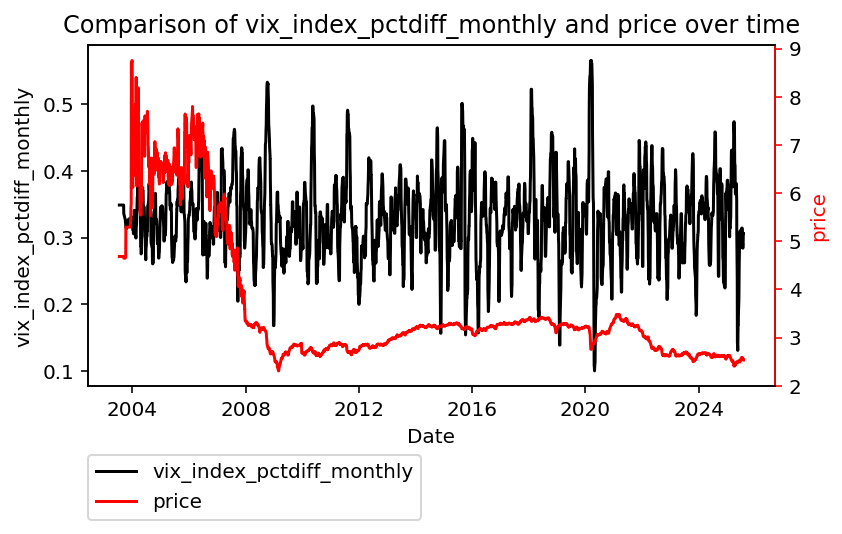 Comparison of vix_index_pctdiff_monthly and price over time
vix_index_pctdiff_monthly
0.5
0.4
0.3
0.2
0.1
9
8
7
6
5
4
3
2
price
2004 2008 2012 2016 2020 2024
Date
vix_index_pctdiff_monthly
price